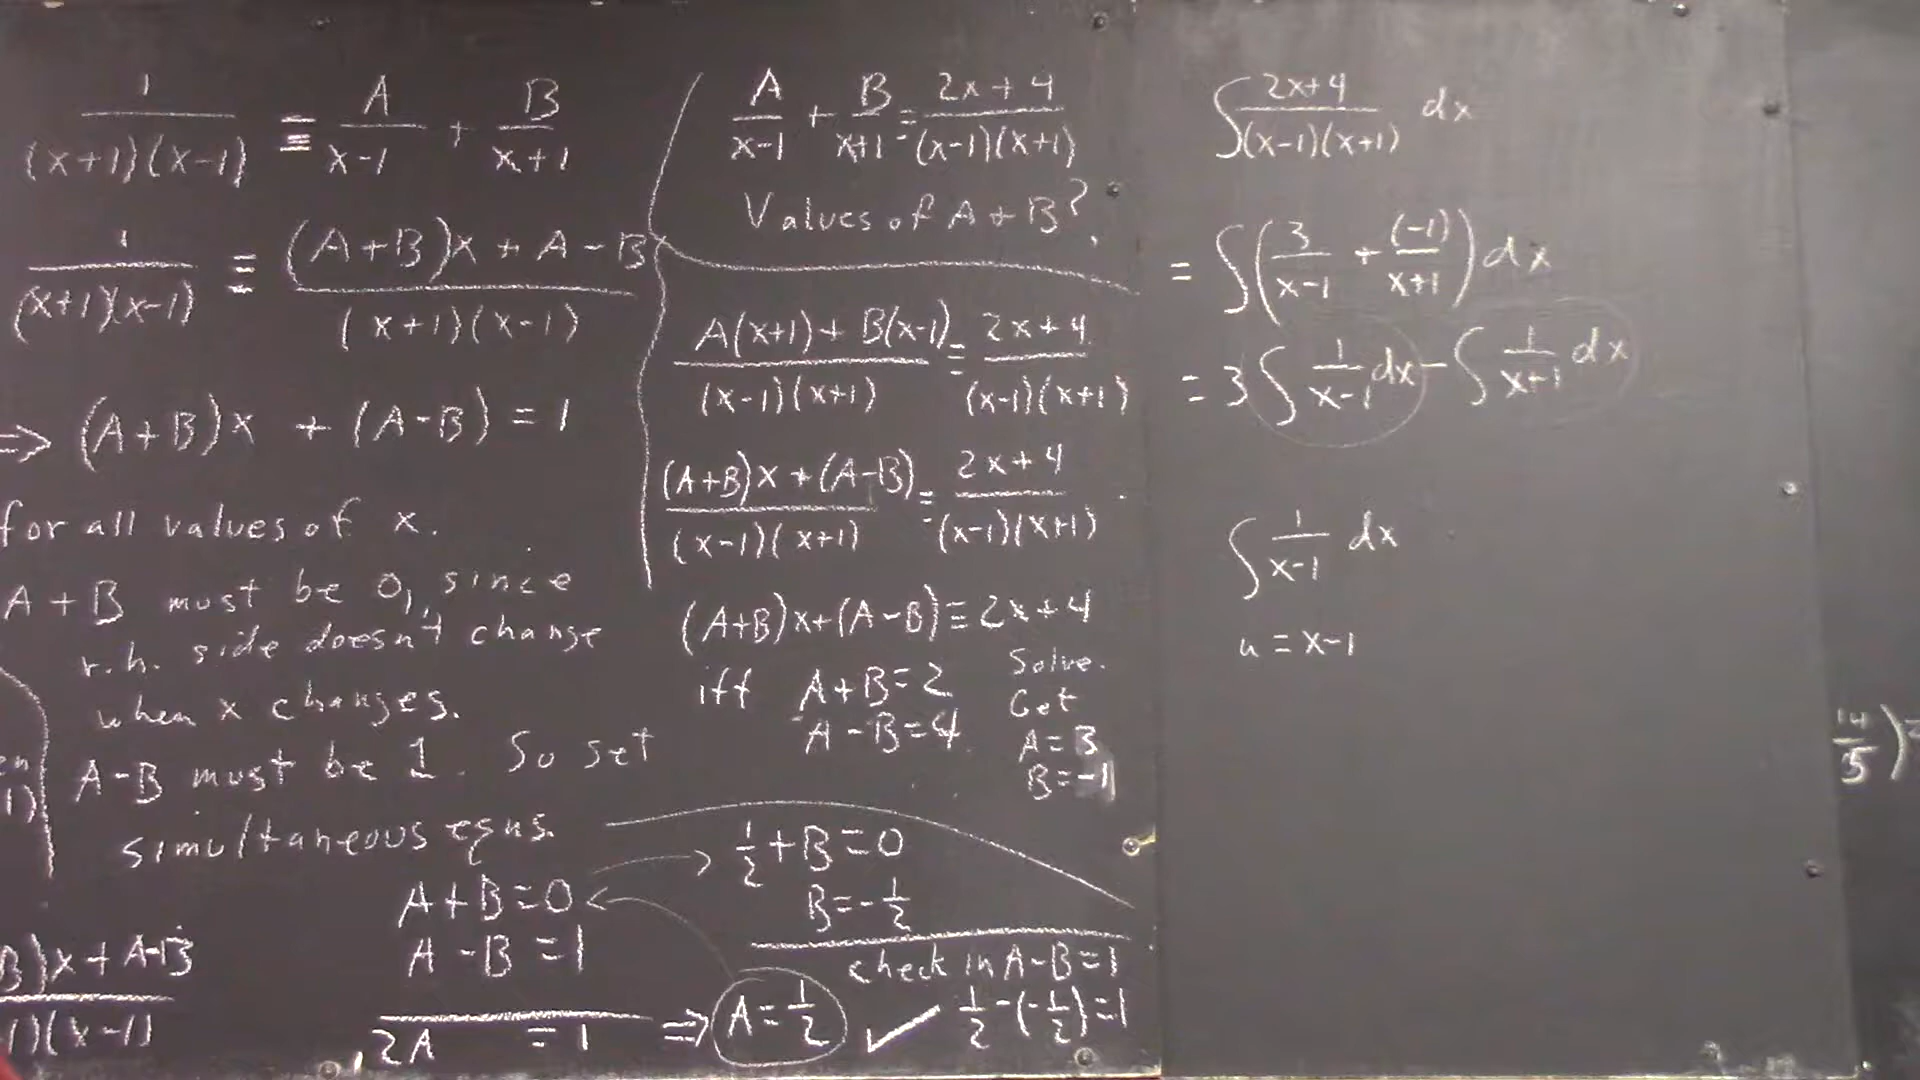 1/((x+1)(x-1)) ≡ A/(x-1) + B/(x+1)
1/((x+1)(x-1)) ≡ ((A+B)x + A-B)/((x+1)(x-1))
⇒ (A+B)x + (A-B) = 1
for all values of x.
A+B must be 0, since
r.h. side doesn't change
when x changes.
A-B must be 1. So set
simultaneous eqns.
A+B=0
A-B=1
2A =1 ⇒ A=1/2
B)x+A-B
1)(x-1)
A/(x-1) + B/(x+1) = (2x+4)/((x-1)(x+1))
Values of A+B?
(A(x+1)+B(x-1))/((x-1)(x+1)) = (2x+4)/((x-1)(x+1))
((A+B)x+(A-B))/((x-1)(x+1)) = (2x+4)/((x-1)(x+1))
(A+B)x+(A-B)≡2x+4
iff A+B=2
A-B=4
Solve.
Get
A=3
B=-1
1/2+B=0
B=-1/2
check in A-B=1
✓ 1/2-(-1/2)=1
∫ (2x+4)/((x-1)(x+1)) dx
= ∫(3/(x-1) + (-1)/(x+1))dx
= 3∫ 1/(x-1) dx - ∫ 1/(x+1) dx
∫ 1/(x-1) dx
u = x-1
14/5)=